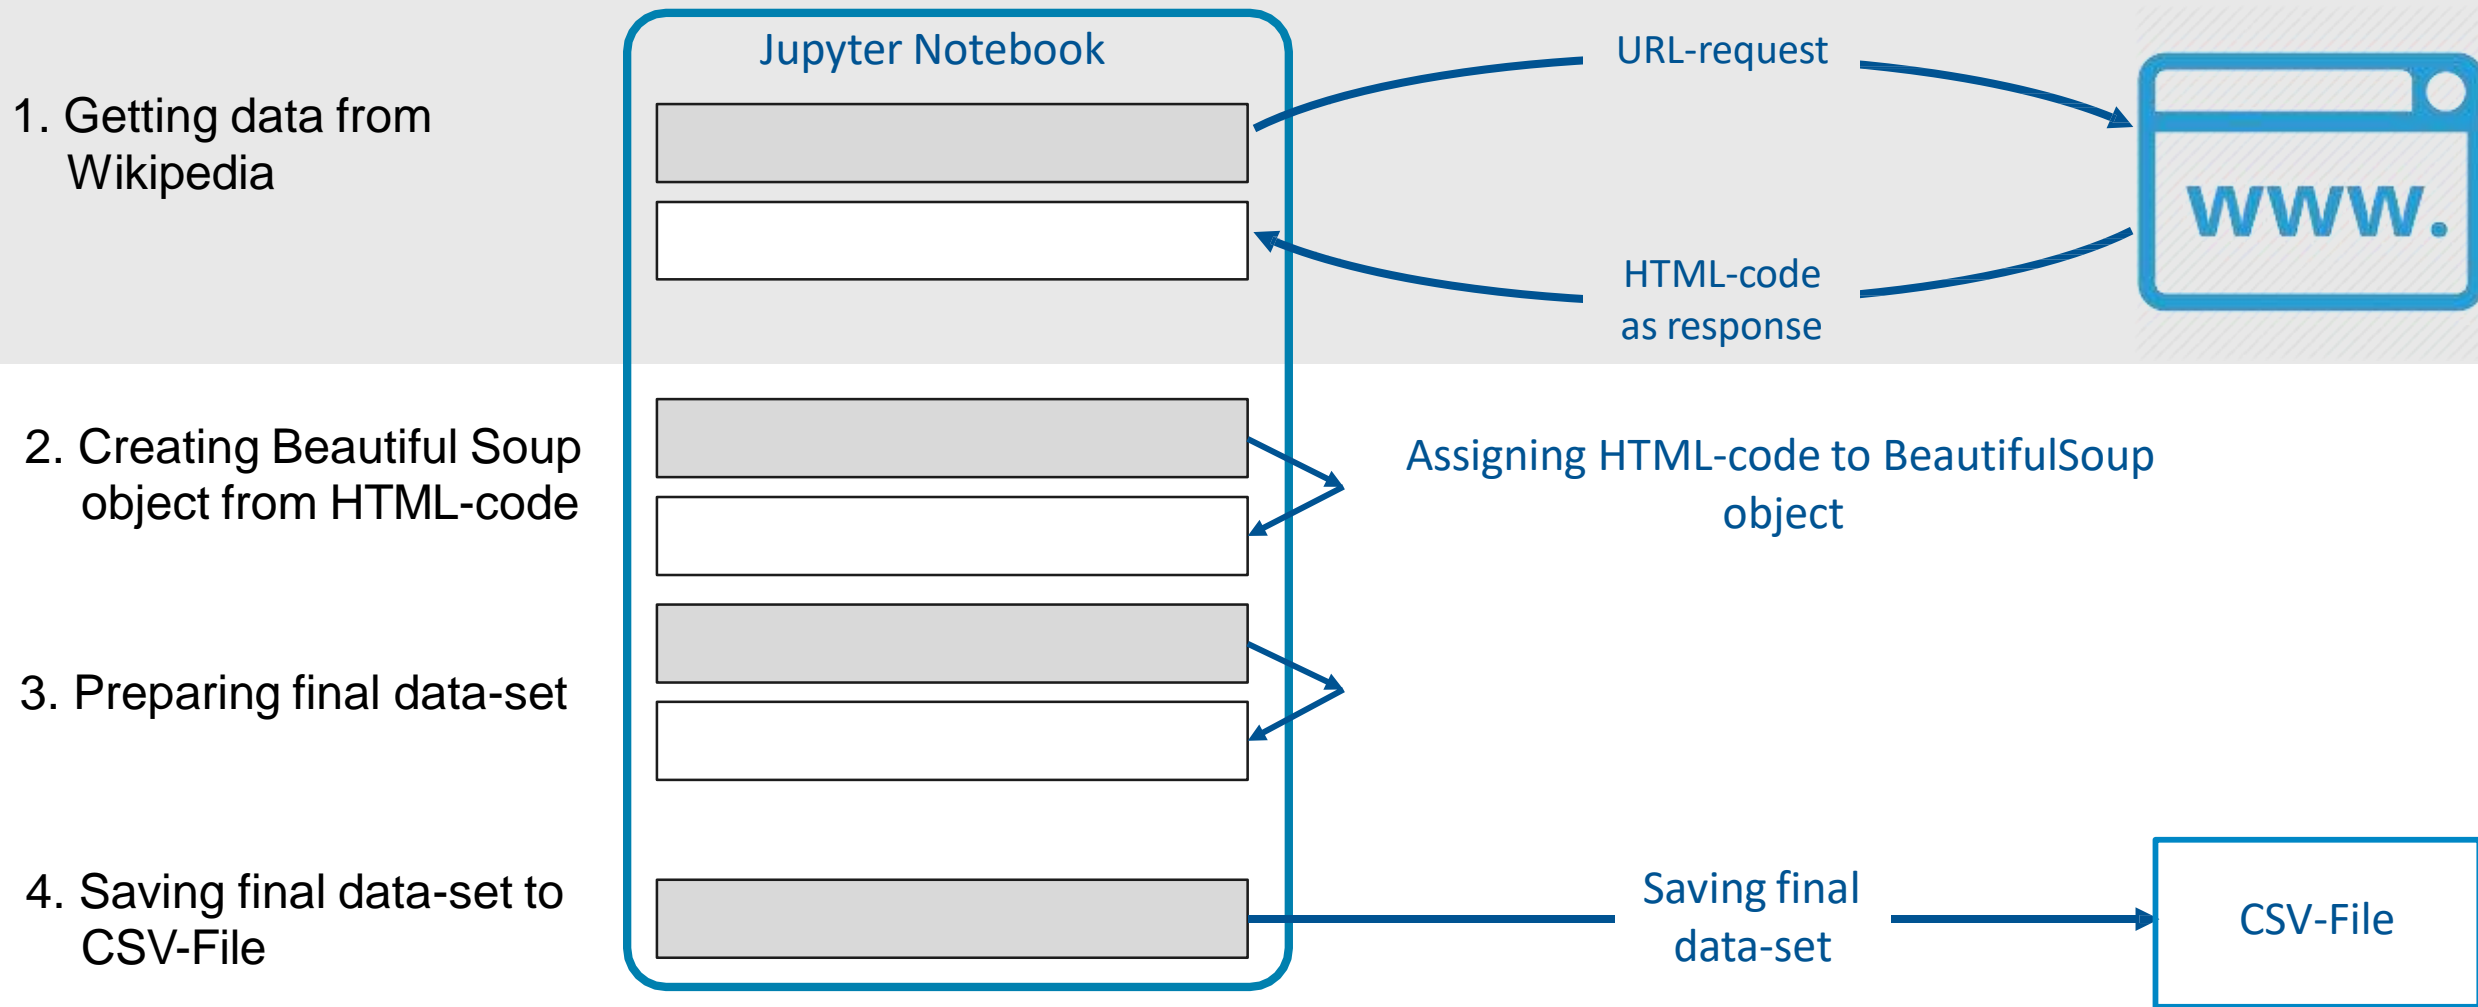 Jupyter Notebook
1. Getting data from
Wikipedia
URL-request
www.
HTML-code
as response
2. Creating Beautiful Soup
object from HTML-code
Assigning HTML-code to BeautifulSoup
object
3. Preparing final data-set
4. Saving final data-set to
CSV-File
Saving final
data-set
CSV-File